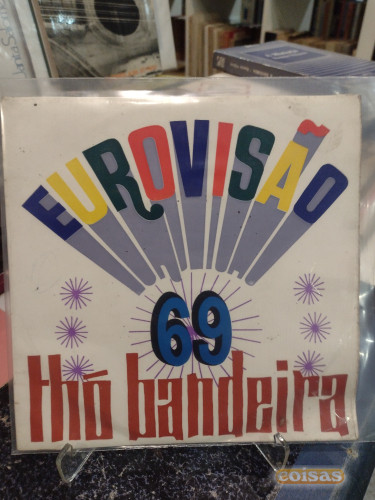 EUROVISÃO
69
thó bandeira
coisas